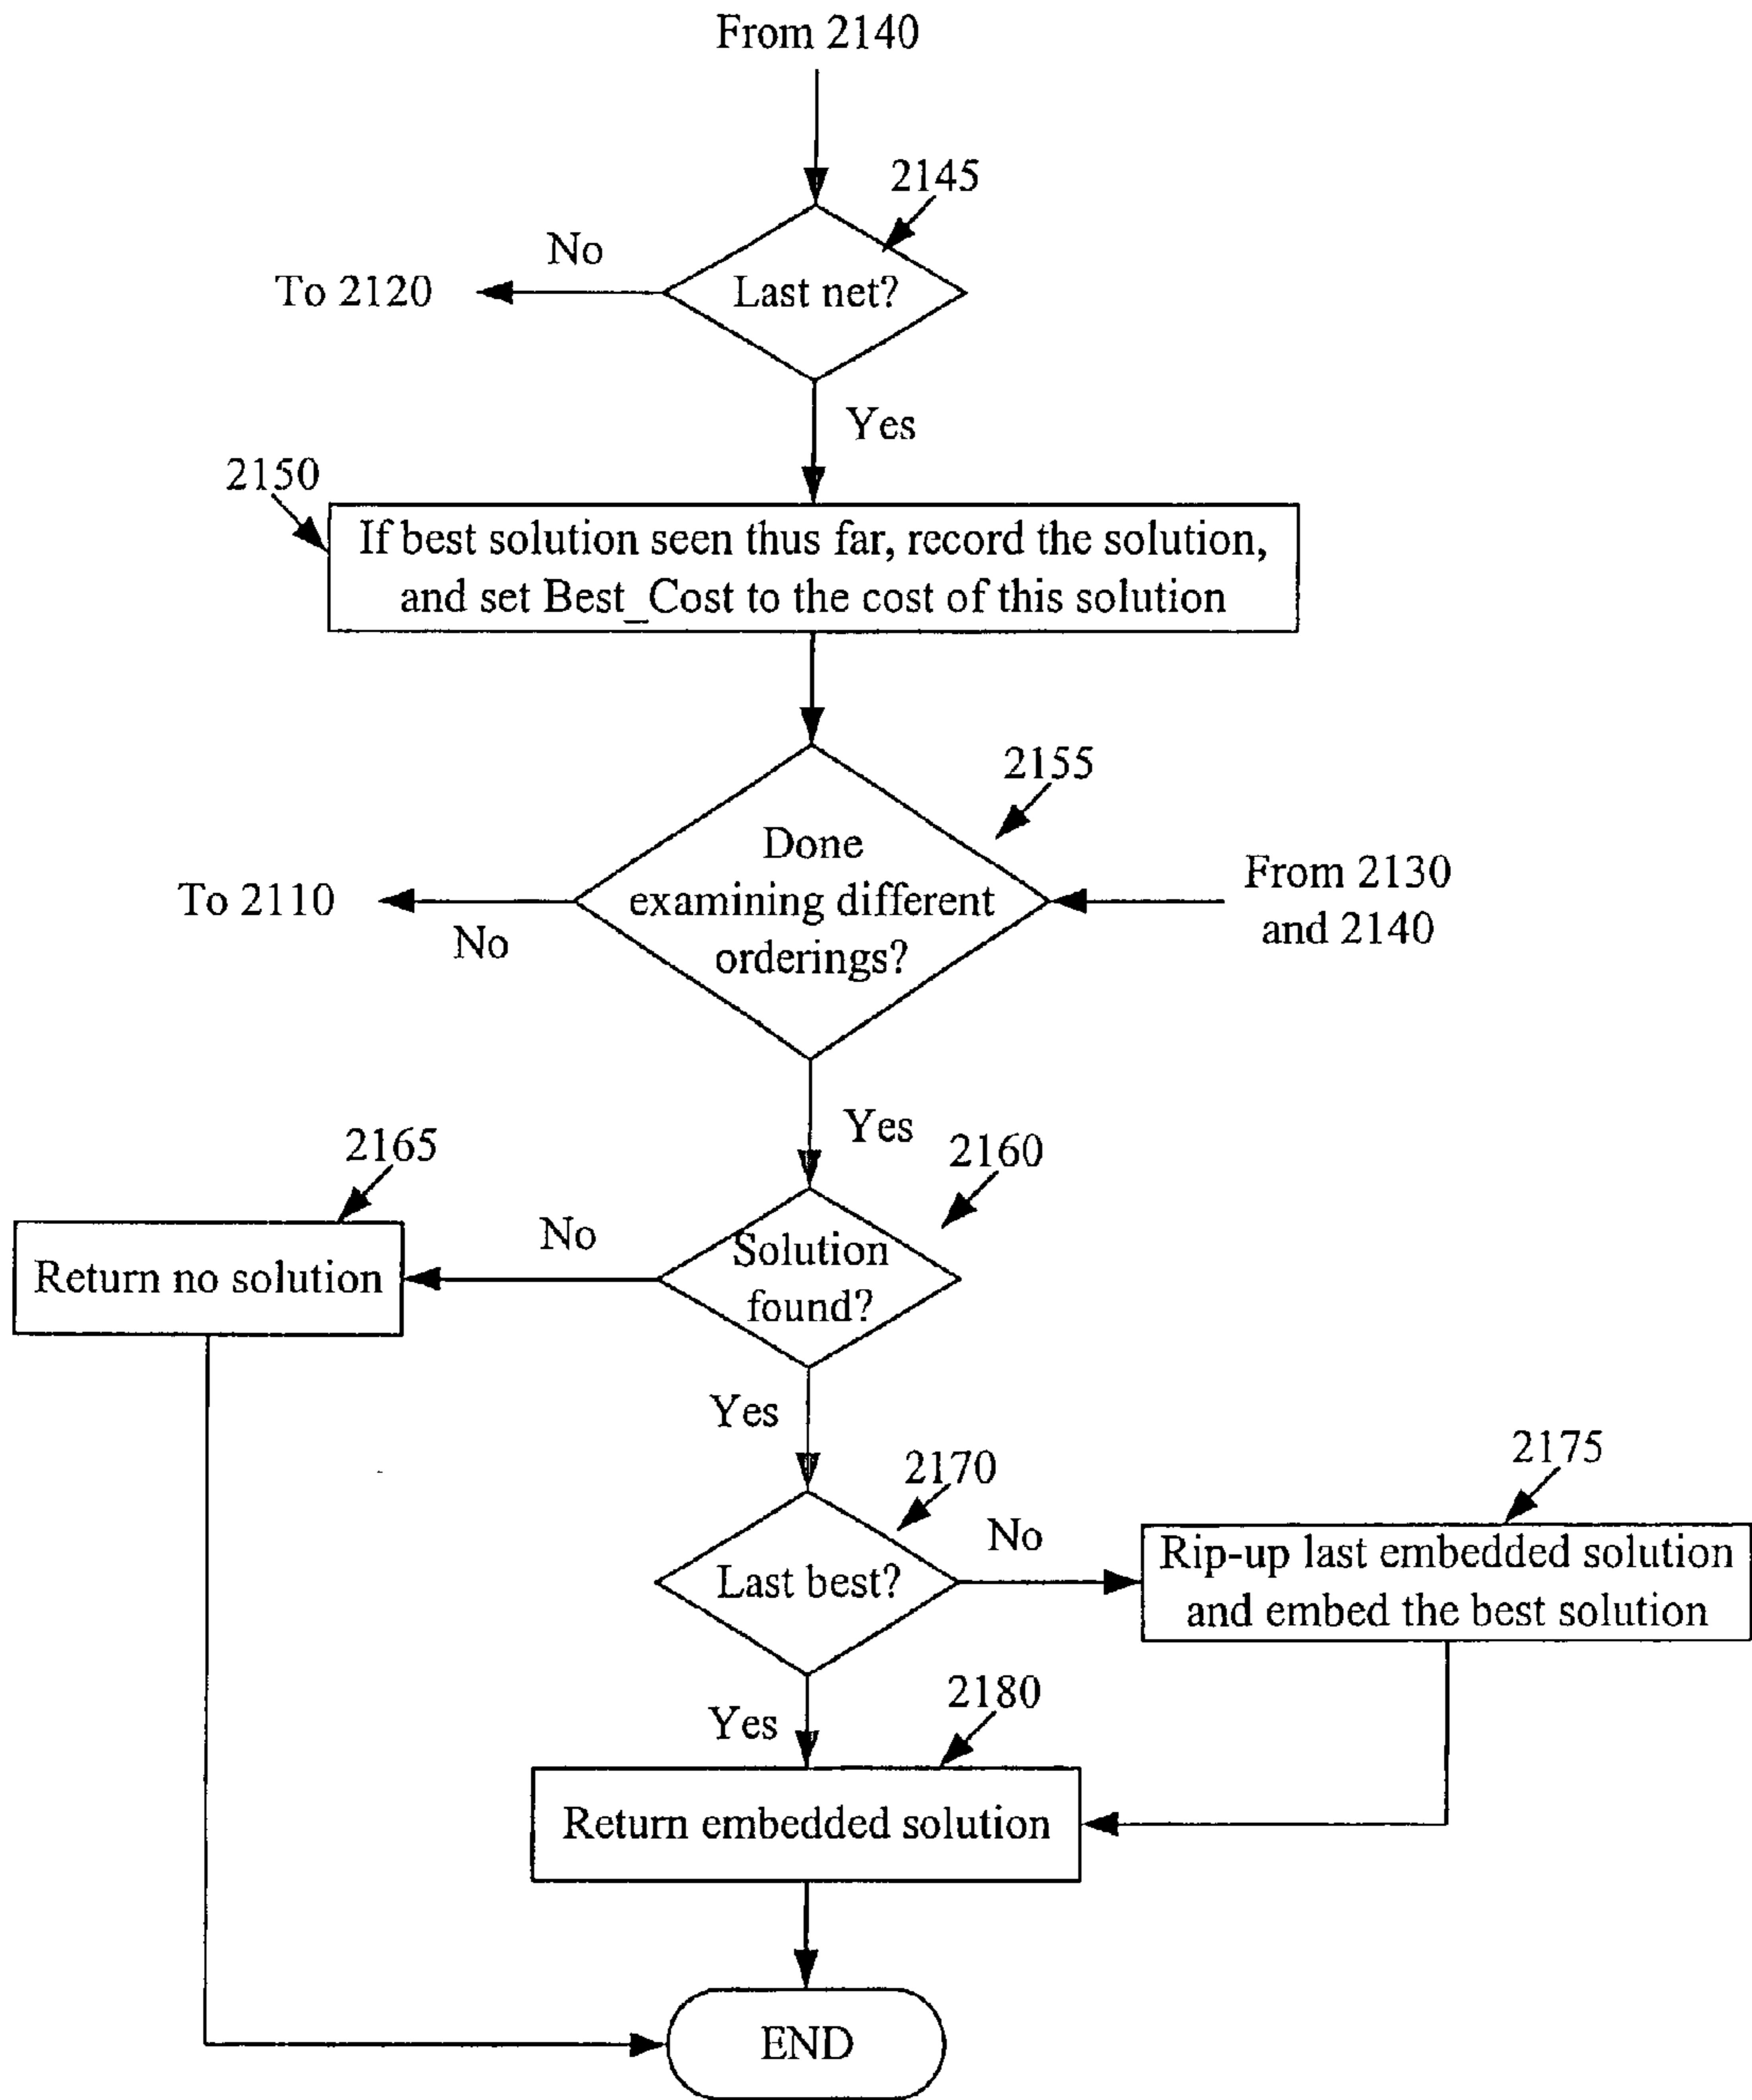 From 2140
2145
No
To 2120
Last net?
Yes
2150
If best solution seen thus far, record the solution,
and set Best_Cost to the cost of this solution
2155
Done
examining different
orderings?
To 2110
No
From 2130
and 2140
Yes
2165
2160
No
Return no solution
Solution
found?
Yes
2170
2175
No
Last best?
Rip-up last embedded solution
and embed the best solution
Yes
2180
Return embedded solution
END